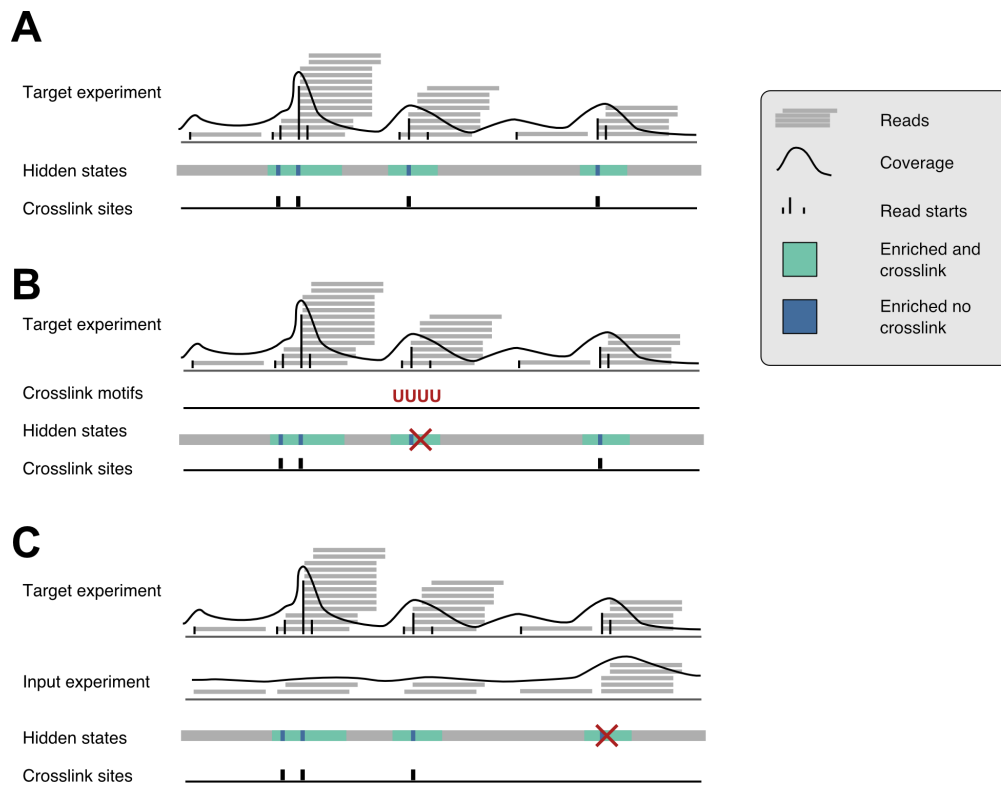 A
Target experiment
Hidden states
Crosslink sites
B
Target experiment
Crosslink motifs
UUUU
Hidden states
Crosslink sites
C
Target experiment
Input experiment
Hidden states
Crosslink sites
Reads
Coverage
Read starts
Enriched and
crosslink
Enriched no
crosslink